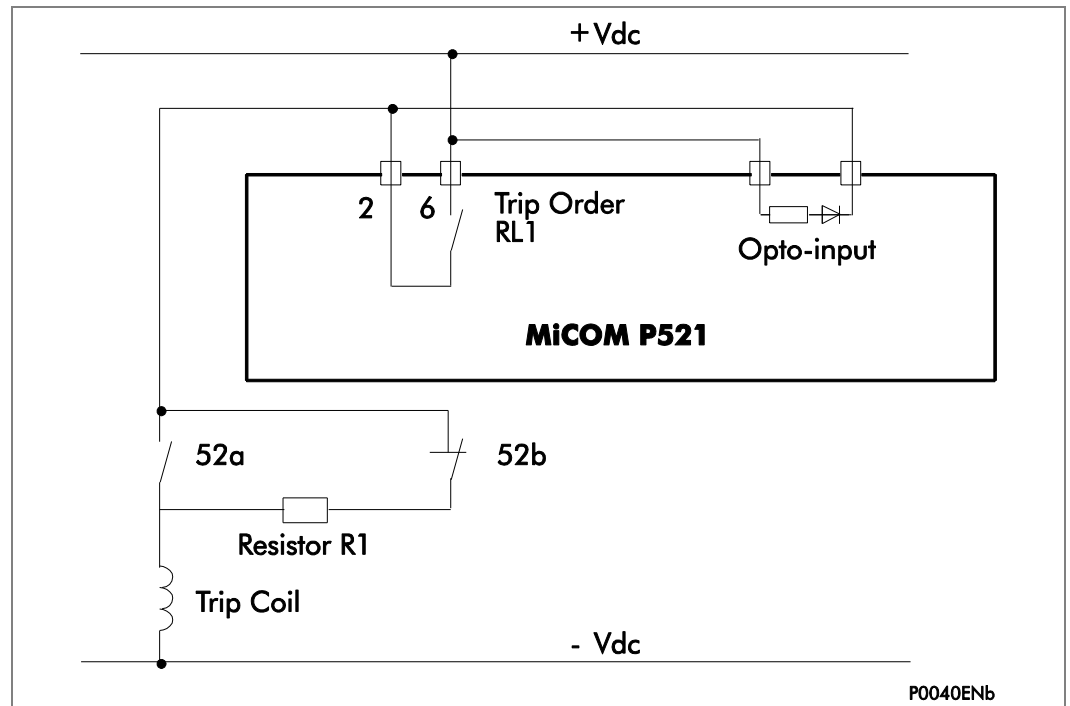 +Vdc
2
6
Trip Order
RL1
Opto-input
MiCOM P521
52a
52b
Resistor R1
Trip Coil
- Vdc
P0040ENb